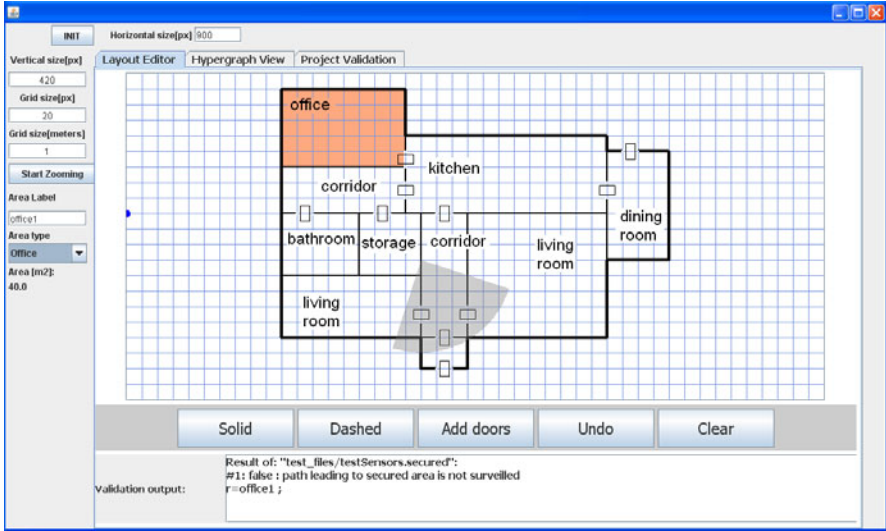 INIT
Horizontal size[px] 900
Vertical size[px]
420
Grid size[px]
20
Grid size[meters]
1
Start Zooming
Area Label
office1
Area type
Office
Area [m2]:
40.0
Layout Editor
Hypergraph View
Project Validation
office
kitchen
corridor
dining
room
bathroom
storage
corridor
living
room
living
room
Solid
Dashed
Add doors
Undo
Clear
Validation output:
Result of: "test_files/testSensors.secured":
#1: false : path leading to secured area is not surveilled
r=office1 ;